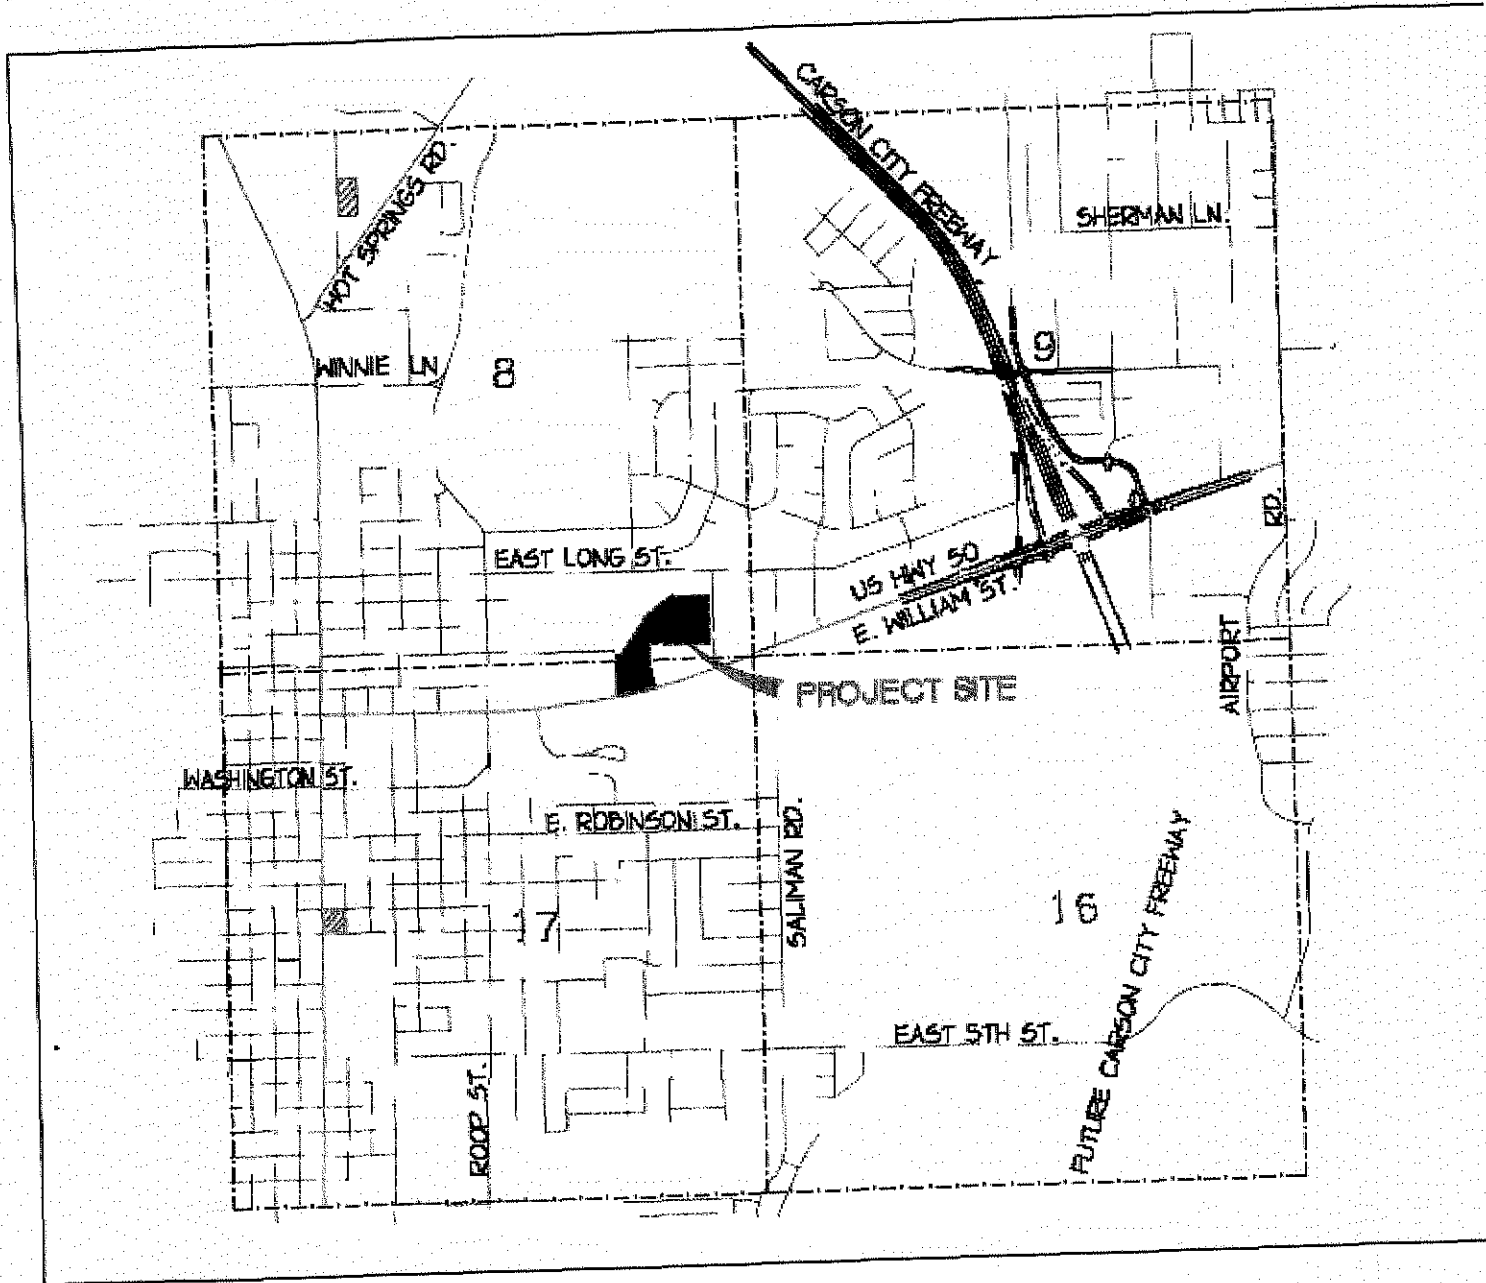 CARSON CITY FREEWAY
HOT SPRINGS RD.
SHERMAN LN.
WINNIE LN
8
9
EAST LONG ST.
US HWY 50
E. WILLIAM ST.
AIRPORT RD.
PROJECT SITE
WASHINGTON ST.
E. ROBINSON ST.
SALIMAN RD.
17
16
FUTURE CARSON CITY FREEWAY
EAST 5TH ST.
ROOP ST.